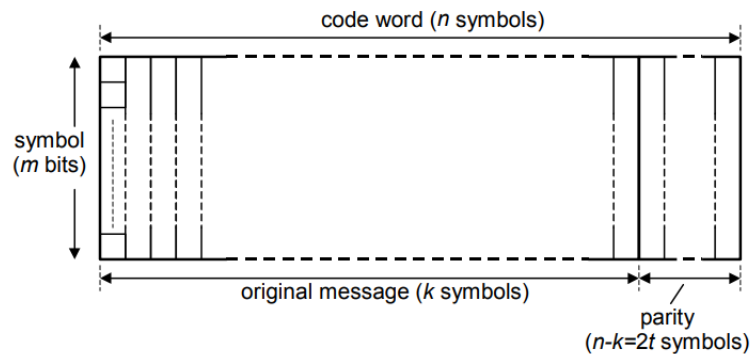 code word (n symbols)
symbol
(m bits)
original message (k symbols)
parity
(n-k=2t symbols)